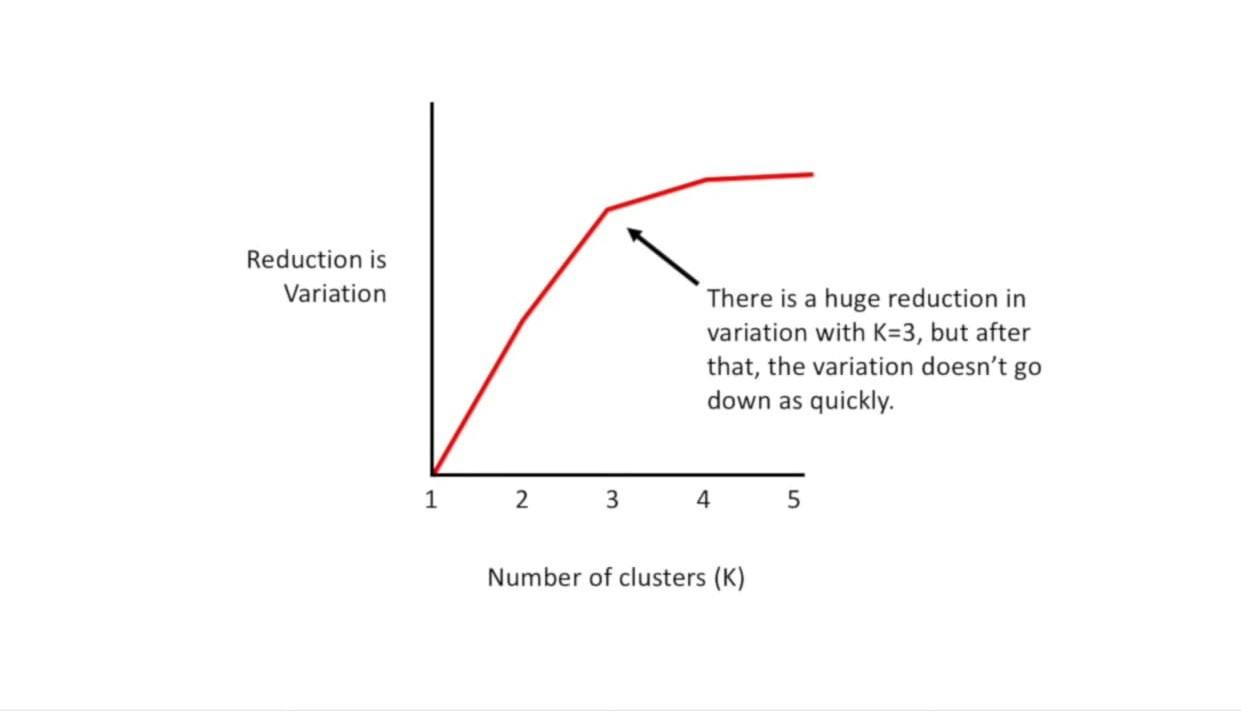 Reduction is
Variation
There is a huge reduction in
variation with K=3, but after
that, the variation doesn’t go
down as quickly.
1 2 3 4 5
Number of clusters (K)